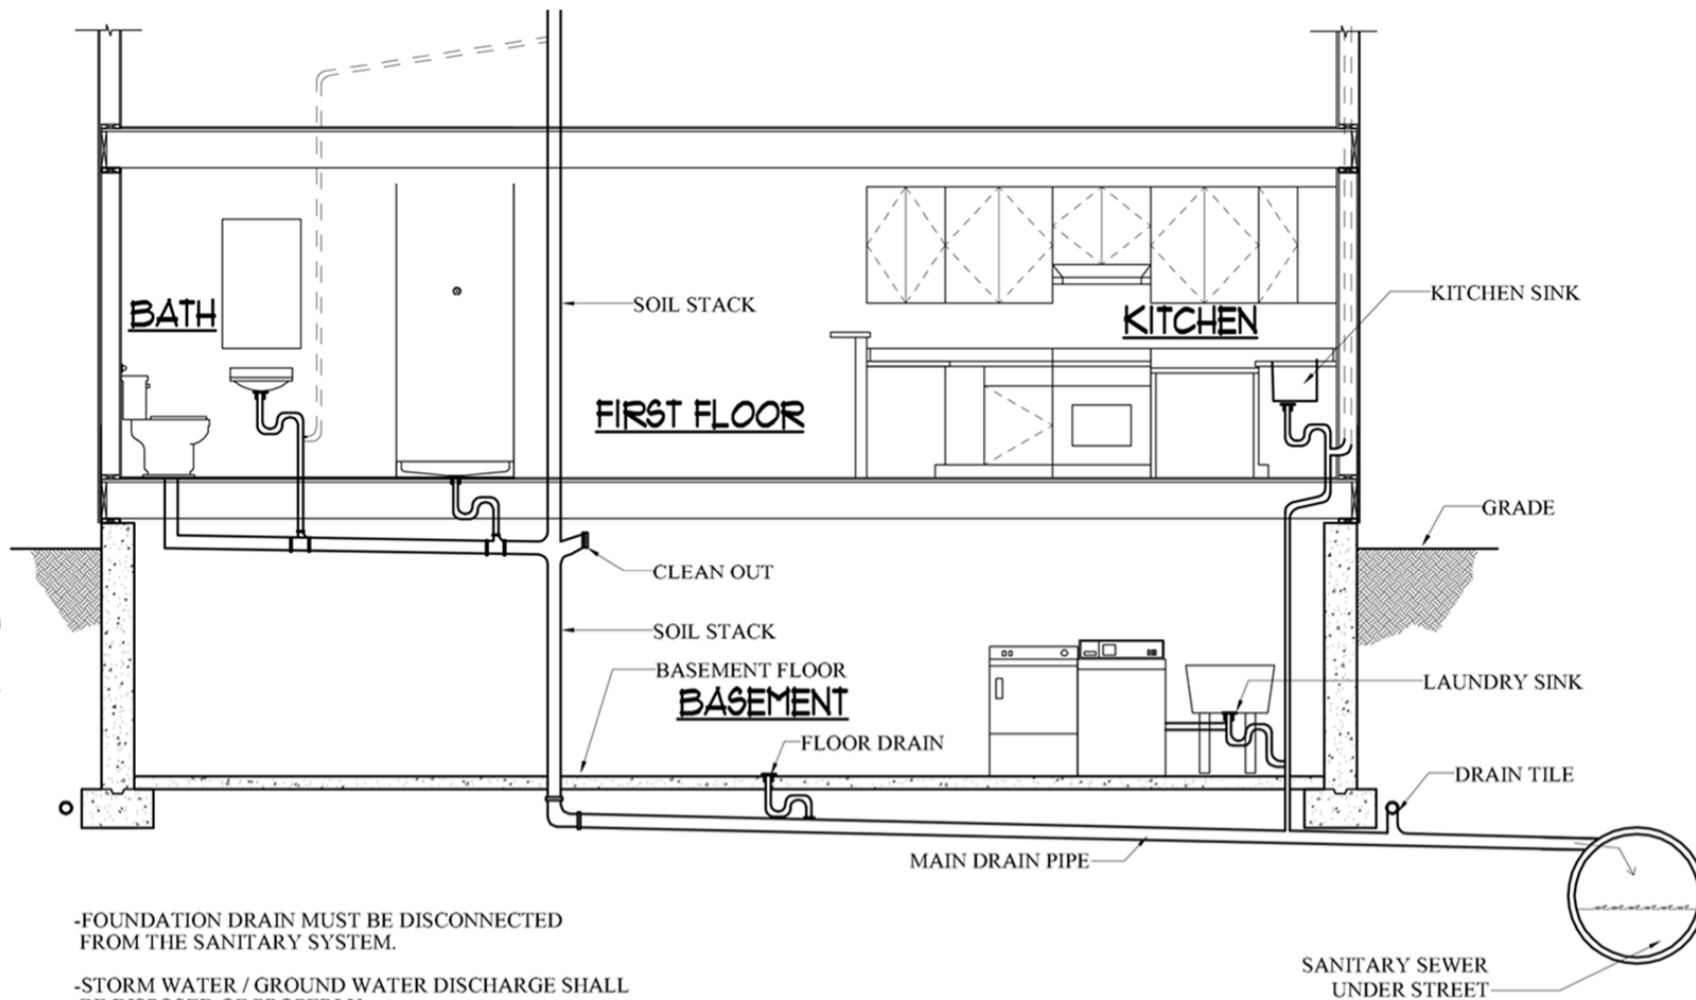 BATH
SOIL STACK
KITCHEN
KITCHEN SINK
FIRST FLOOR
GRADE
CLEAN OUT
SOIL STACK
BASEMENT FLOOR
BASEMENT
LAUNDRY SINK
FLOOR DRAIN
DRAIN TILE
MAIN DRAIN PIPE
-FOUNDATION DRAIN MUST BE DISCONNECTED
FROM THE SANITARY SYSTEM.
-STORM WATER / GROUND WATER DISCHARGE SHALL
SANITARY SEWER
UNDER STREET